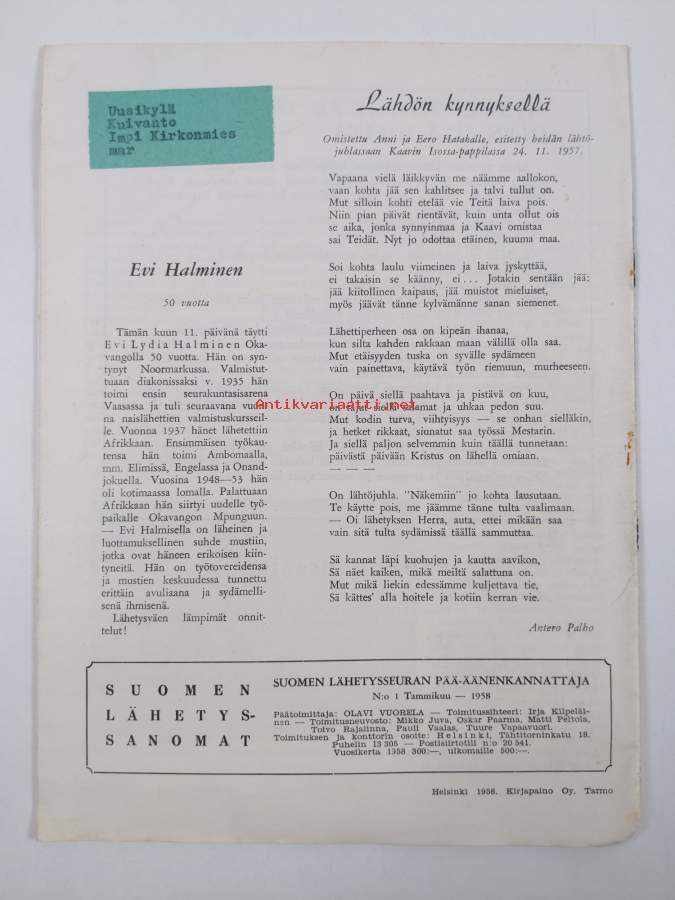 Uusikylä
Kuivanto
Impi Kirkonmies
mar
Evi Halminen
50 vuotta
Tämän kuun 11. päivänä täytti
Evi Lydia Halminen Oka-
vangolla 50 vuotta. Hän on syn-
tynyt Noormarkussa. Valmistut-
tuaan diakonissaksi v. 1935 hän
toimi ensin seurakuntasisarena
Vaasassa ja tuli seuraavana vuon-
na naislähettien valmistuskursseil-
le. Vuonna 1937 hänet lähetettiin
Afrikkaan. Ensimmäisen työkau-
tensa hän toimi Ambomaalla,
mm. Elimissä, Engelassa ja Onand-
jokuella. Vuosina 1948—53 hän
oli kotimaassa lomalla. Palattuaan
Afrikkaan hän siirtyi uudelle työ-
paikalle Okavangon Mpunguun.
— Evi Halmisella on läheinen ja
luottamuksellinen suhde mustiin,
jotka ovat häneen erikoisen kiin-
tyneitä. Hän on työtovereidensa
ja mustien keskuudessa tunnettu
erittäin avuliaana ja sydämelli-
senä ihmisenä.
Lähetysväen lämpimät onnit-
telut!
Lähdön kynnyksellä
Omistettu Anni ja Eero Hatakalle, esitetty heidän lähtö-
juhlassaan Kaavin Isossa-pappilassa 24. 11. 1957.
Vapaana vielä läikkyvän me näämme aallokon,
vaan kohta jää sen kahlitsee ja talvi tullut on.
Mut silloin kohti etelää vie Teitä laiva pois.
Niin pian päivät rientävät, kuin unta ollut ois
se aika, jonka synnyinmaa ja Kaavi omistaa
sai Teidät. Nyt jo odottaa etäinen, kuuma maa.
Soi kohta laulu viimeinen ja laiva jyskyttää,
ei takaisin se käänny, ei... Jotakin sentään jää:
jää kiitollinen kaipaus, jää muistot mieluiset,
myös jäävät tänne kylvämänne sanan siemenet.
Lähettiperheen osa on kipeän ihanaa,
kun silta kahden rakkaan maan välillä olla saa.
Mut etäisyyden tuska on syvälle sydämeen
vain painettava, käytävä työn riemuun, murheeseen.
On päivä siellä paahtava ja pistävä on kuu,
on rajut siellä salamat ja uhkaa pedon suu.
Mut kodin turva, viihtyisyys — se onhan sielläkin,
ja hetket rikkaat, siunatut saa työssä Mestarin.
Ja siellä paljon selvemmin kuin täällä tunnetaan:
päivästä päivään Kristus on lähellä omiaan.
— — —
On lähtöjuhla. "Näkemiin" jo kohta lausutaan.
Te käytte pois, me jäämme tänne tulta vaalimaan.
— Oi lähetyksen Herra, auta, ettei mikään saa
vain sitä tulta sydämissä täällä sammuttaa.
Sä kannat läpi kuohujen ja kautta aavikon,
Sä näet kaiken, mikä meiltä salattuna on.
Mut mikä liekin edessämme kuljettava tie,
Sä kättes' alla hoitele ja kotiin kerran vie.
Antero Palho
Antikvariaatti.net
SUOMEN
LÄHETYS-
SANOMAT
SUOMEN LÄHETYSSEURAN PÄÄ-ÄÄNENKANNATTAJA
N:o 1 Tammikuu — 1958
Päätoimittaja: OLAVI VUORELA — Toimitussihteeri: Irja Kilpeläi-
nen — Toimitusneuvosto: Mikko Juva, Oskar Paarma, Matti Peltola,
Toivo Rajalinna, Pauli Vaalas, Tuure Vapaavuori.
Toimituksen ja konttorin osoite: Helsinki, Tähtitorninkatu 18.
Puhelin 13 305 — Postisiirtotili n:o 20 541.
Vuosikerta 1958 300:—, ulkomaille 500:—.
Helsinki 1958. Kirjapaino Oy. Tarmo